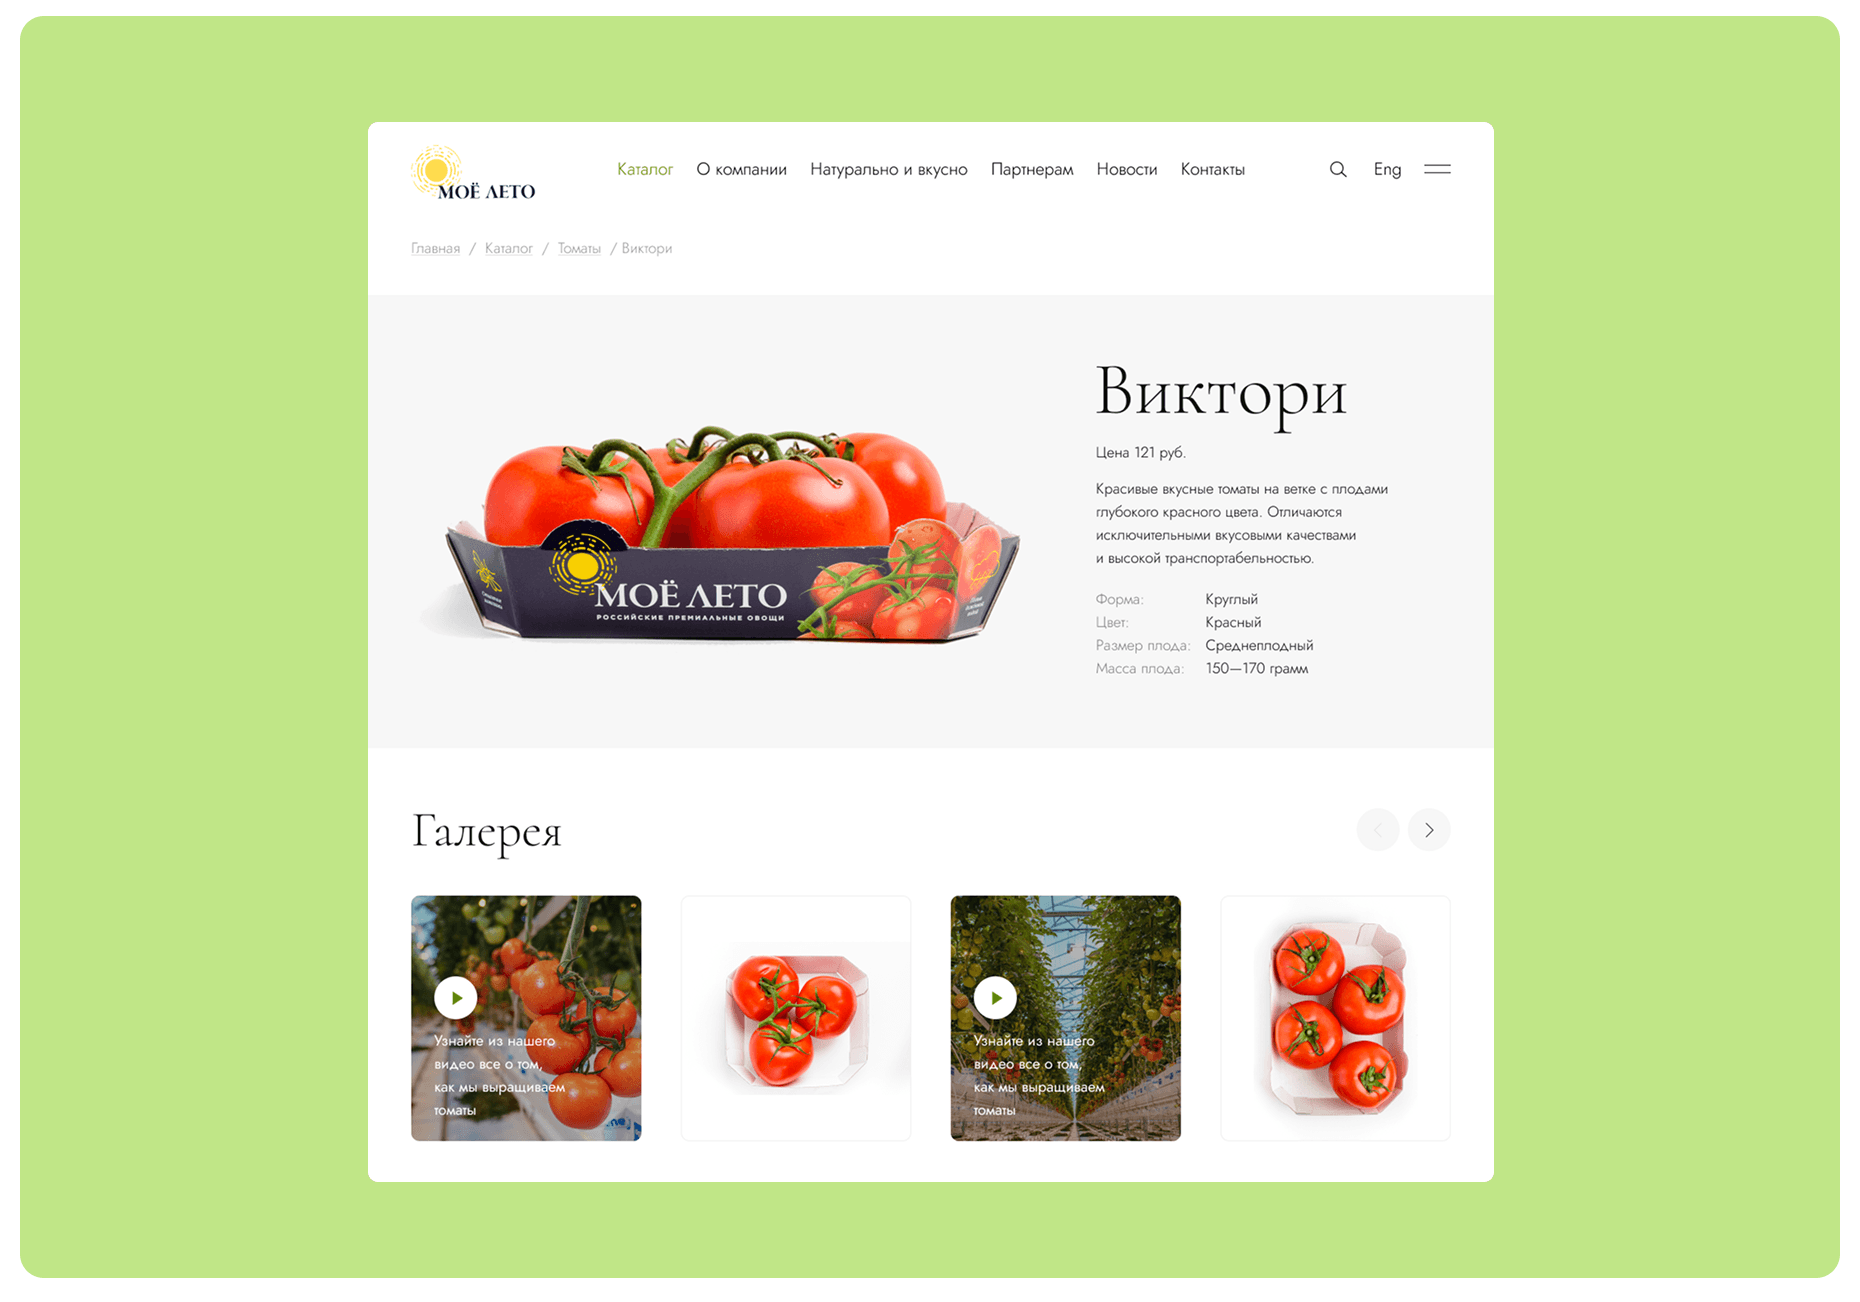 МОЁ ЛЕТО
Каталог О компании Натурально и вкусно Партнерам Новости Контакты Eng
Главная / Каталог / Томаты / Виктори
Виктори
Цена 121 руб.
Красивые вкусные томаты на ветке с плодами
глубокого красного цвета. Отличаются
исключительными вкусовыми качествами
и высокой транспортабельностью.
Форма: Круглый
Цвет: Красный
Размер плода: Среднеплодный
Масса плода: 150—170 грамм
МОЁ ЛЕТО
РОССИЙСКИЕ ПРЕМИАЛЬНЫЕ ОВОЩИ
Галерея
Узнайте из нашего
видео все о том,
как мы выращиваем
томаты
Узнайте из нашего
видео все о том,
как мы выращиваем
томаты